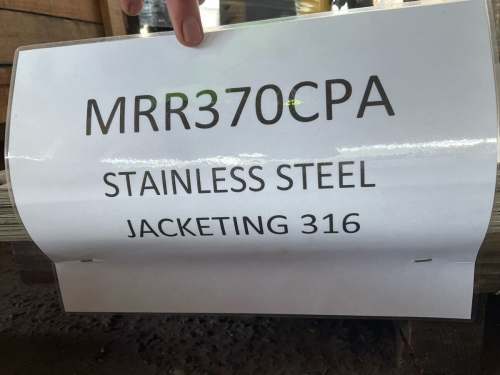 MRR370CPA
STAINLESS STEEL
JACKETING 316